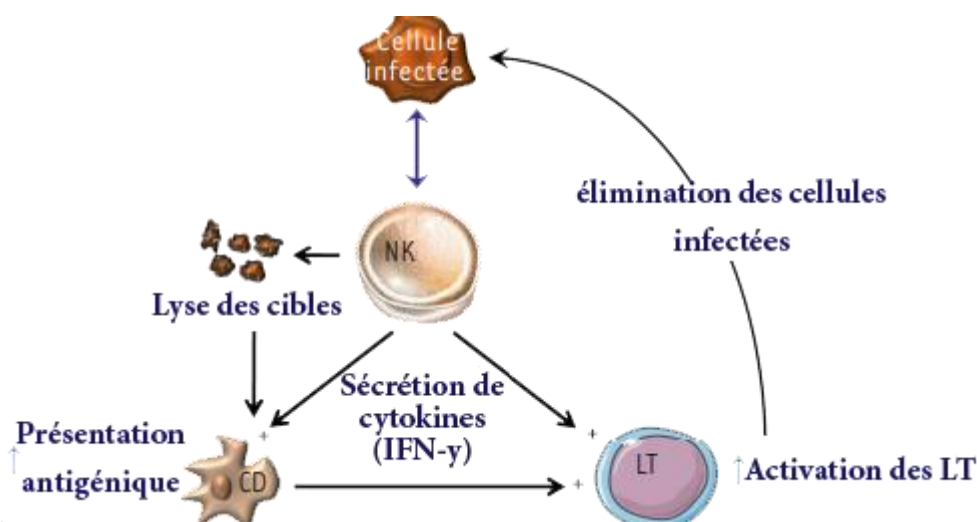 Cellule
infectée
NK
élimination des cellules
infectées
Lyse des cibles
Sécrétion de
cytokines
(IFN-y)
+
+
↑Présentation
antigénique
CD
+
LT
↑Activation des LT